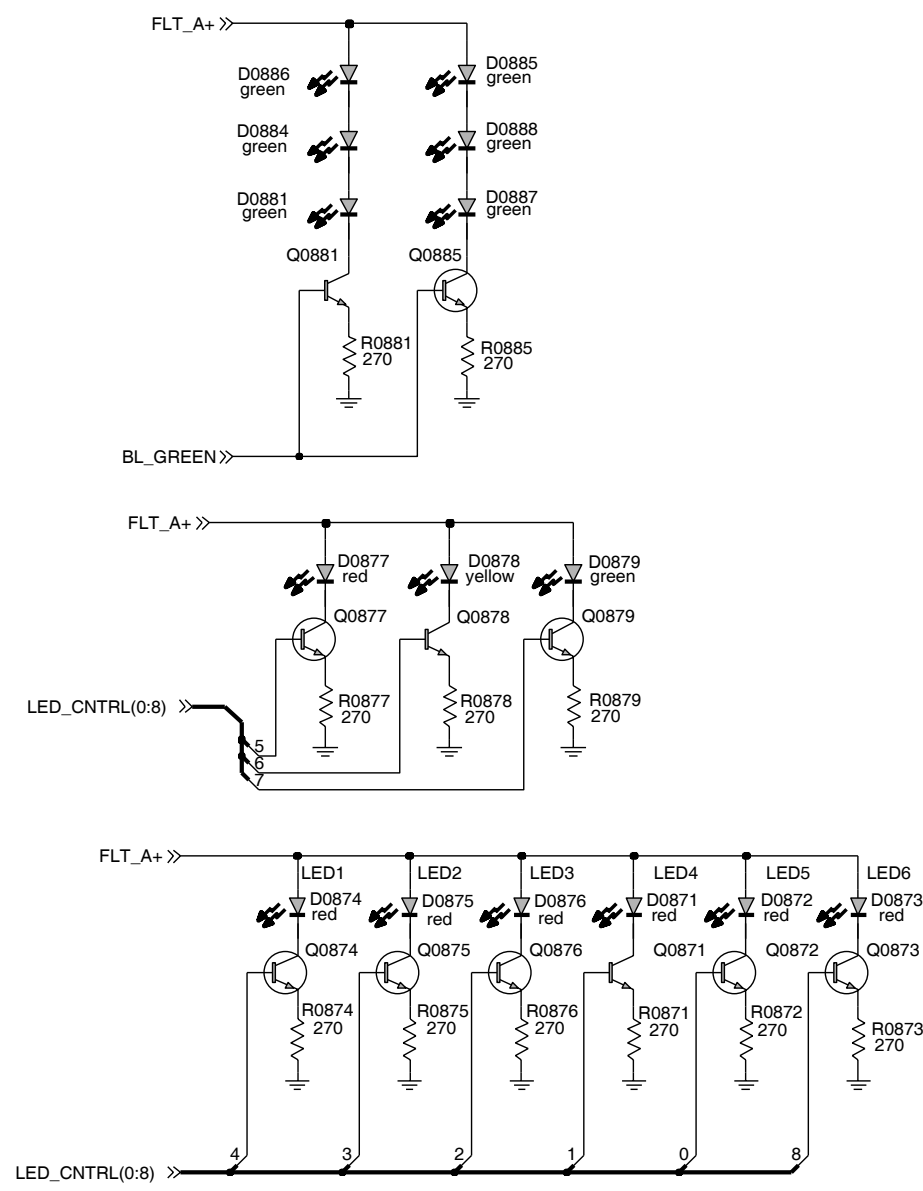 FLT_A+
D0886
green
D0885
green
D0884
green
D0888
green
D0881
green
D0887
green
Q0881
Q0885
R0881
270
R0885
270
BL_GREEN
FLT_A+
D0877
red
D0878
yellow
D0879
green
Q0877
Q0878
Q0879
R0877
270
R0878
270
R0879
270
LED_CNTRL(0:8)
5
6
7
FLT_A+
LED1
LED2
LED3
LED4
LED5
LED6
D0874
red
D0875
red
D0876
red
D0871
red
D0872
red
D0873
red
Q0874
Q0875
Q0876
Q0871
Q0872
Q0873
R0874
270
R0875
270
R0876
270
R0871
270
R0872
270
R0873
270
4
3
2
1
0
8
LED_CNTRL(0:8)